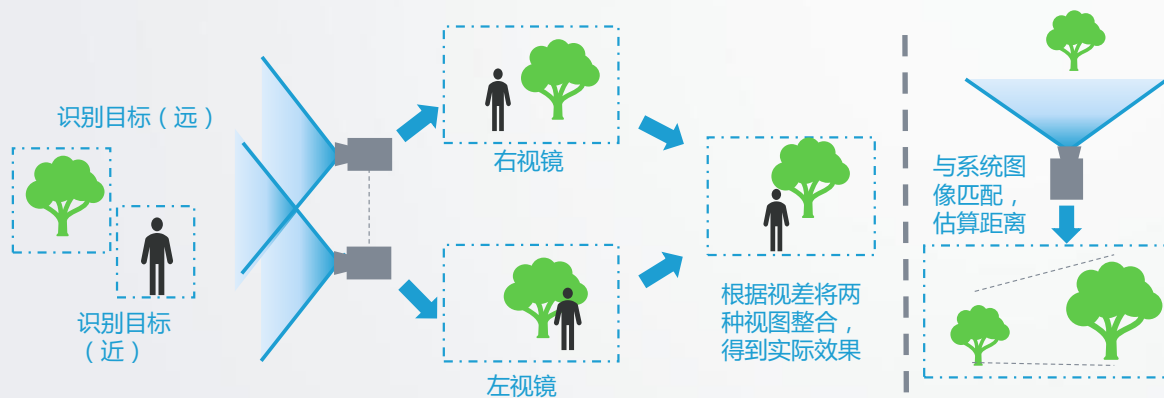 识别目标（远）
识别目标
（近）
右视镜
左视镜
根据视差将两
种视图整合，
得到实际效果
与系统图
像匹配，
估算距离